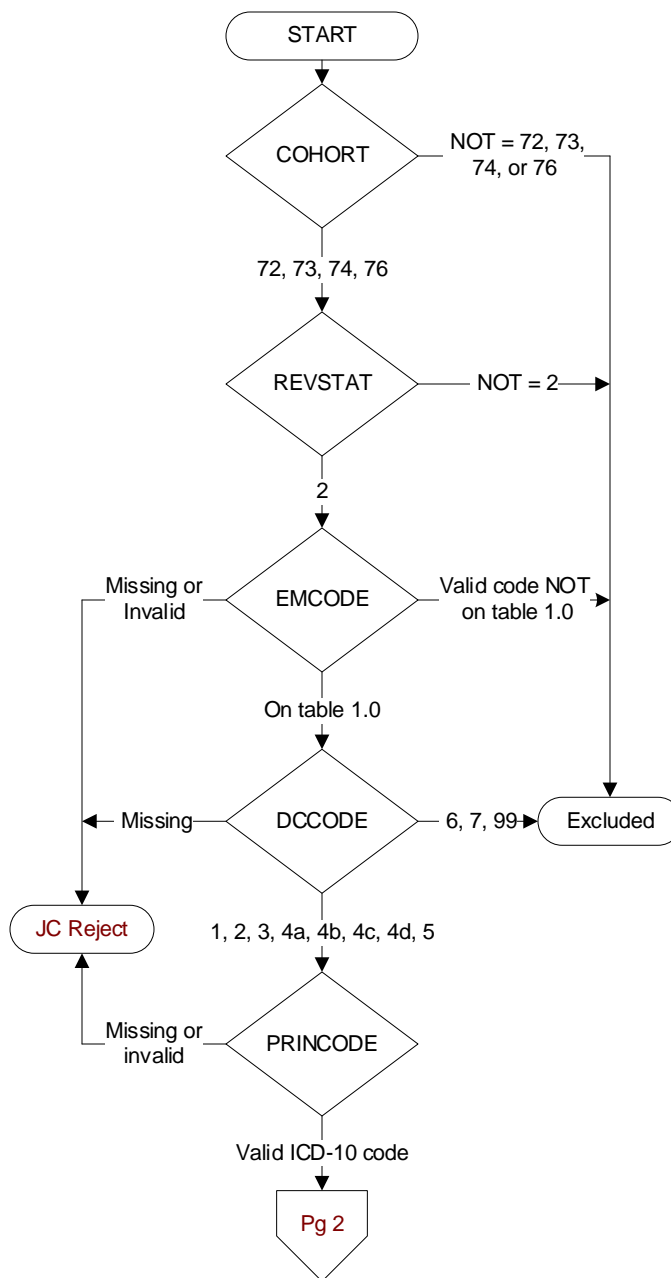 START
COHORT
NOT = 72, 73,
74, or 76
72, 73, 74, 76
REVSTAT
NOT = 2
2
Missing or
Invalid
EMCODE
Valid code NOT
on table 1.0
On table 1.0
Missing
DCCODE
6, 7, 99
Excluded
JC Reject
1, 2, 3, 4a, 4b, 4c, 4d, 5
Missing or
invalid
PRINCODE
Valid ICD-10 code
Pg 2